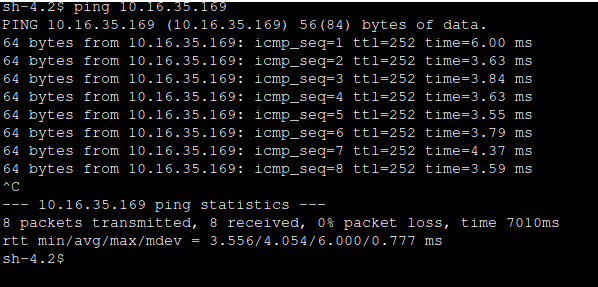 sh-4.2$ ping 10.16.35.169
PING 10.16.35.169 (10.16.35.169) 56(84) bytes of data.
64 bytes from 10.16.35.169: icmp_seq=1 ttl=252 time=6.00 ms
64 bytes from 10.16.35.169: icmp_seq=2 ttl=252 time=3.63 ms
64 bytes from 10.16.35.169: icmp_seq=3 ttl=252 time=3.84 ms
64 bytes from 10.16.35.169: icmp_seq=4 ttl=252 time=3.63 ms
64 bytes from 10.16.35.169: icmp_seq=5 ttl=252 time=3.55 ms
64 bytes from 10.16.35.169: icmp_seq=6 ttl=252 time=3.79 ms
64 bytes from 10.16.35.169: icmp_seq=7 ttl=252 time=4.37 ms
64 bytes from 10.16.35.169: icmp_seq=8 ttl=252 time=3.59 ms
^C
--- 10.16.35.169 ping statistics ---
8 packets transmitted, 8 received, 0% packet loss, time 7010ms
rtt min/avg/max/mdev = 3.556/4.054/6.000/0.777 ms
sh-4.2$